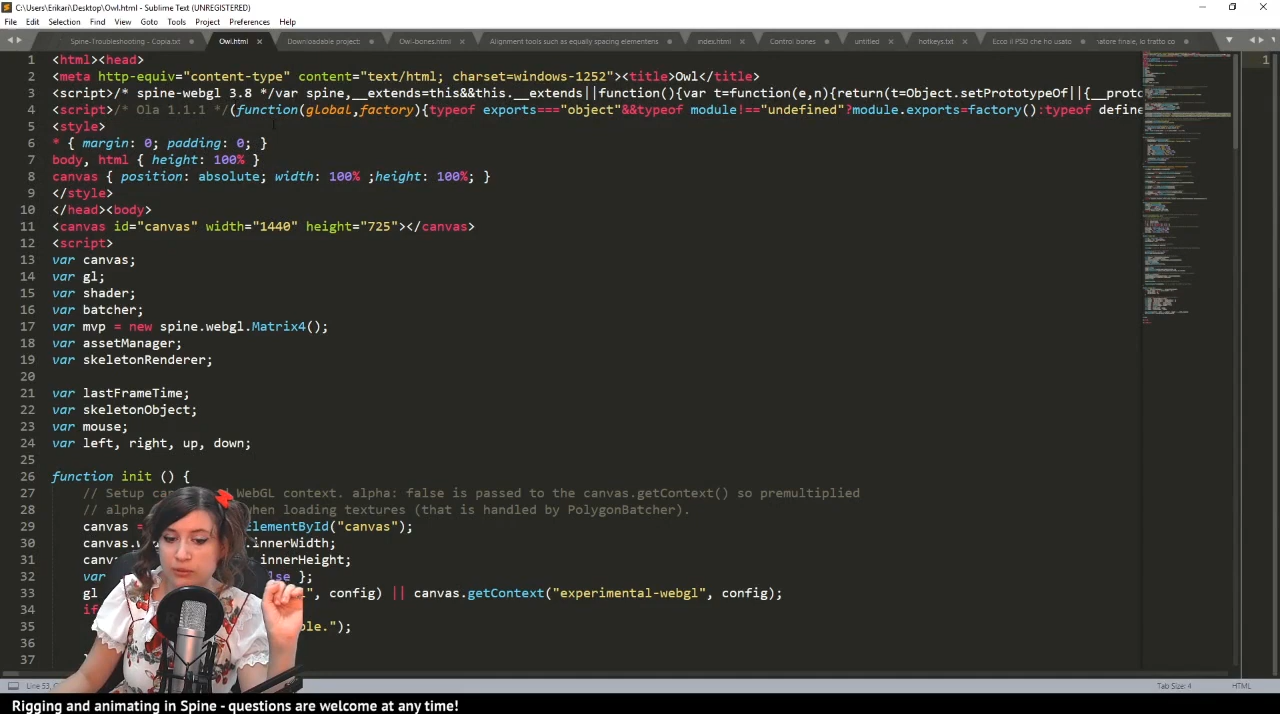 C:\Users\Erikari\Desktop\Owl.html - Sublime Text (UNREGISTERED)
File Edit Selection Find View Goto Tools Project Preferences Help
Spine-Troubleshooting - Copia.txt Owl.html Downloadable project: Owl-bones.html Alignment tools such as equally spacing elementens index.html Control bones untitled hotkeys.txt Ecco il PSD che ho usato natore finale, lo tratto co
1 <html><head>
2 <meta http-equiv="content-type" content="text/html; charset=windows-1252"><title>Owl</title>
3 <script>/* spine-webgl 3.8 */var spine,__extends=this&&this.__extends||function(){var t=function(e,n){return(t=Object.setPrototypeOf||{__proto
4 <script>/* Ola 1.1.1 */(function(global,factory){typeof exports==="object"&&typeof module!=="undefined"?module.exports=factory():typeof define
5 <style>
6 * { margin: 0; padding: 0; }
7 body, html { height: 100% }
8 canvas { position: absolute; width: 100% ;height: 100%; }
9 </style>
10 </head><body>
11 <canvas id="canvas" width="1440" height="725"></canvas>
12 <script>
13 var canvas;
14 var gl;
15 var shader;
16 var batcher;
17 var mvp = new spine.webgl.Matrix4();
18 var assetManager;
19 var skeletonRenderer;
20
21 var lastFrameTime;
22 var skeletonObject;
23 var mouse;
24 var left, right, up, down;
25
26 function init () {
27 // Setup can WebGL context. alpha: false is passed to the canvas.getContext() so premultiplied
28 // alpha when loading textures (that is handled by PolygonBatcher).
29 canvas = ElementById("canvas");
30 canvas. innerWidth;
31 canva innerHeight;
32 var lse };
33 gl ", config) || canvas.getContext("experimental-webgl", config);
34 if
35 ble.");
36
37
1
Line 53, Tab Size: 4 HTML
Rigging and animating in Spine - questions are welcome at any time!